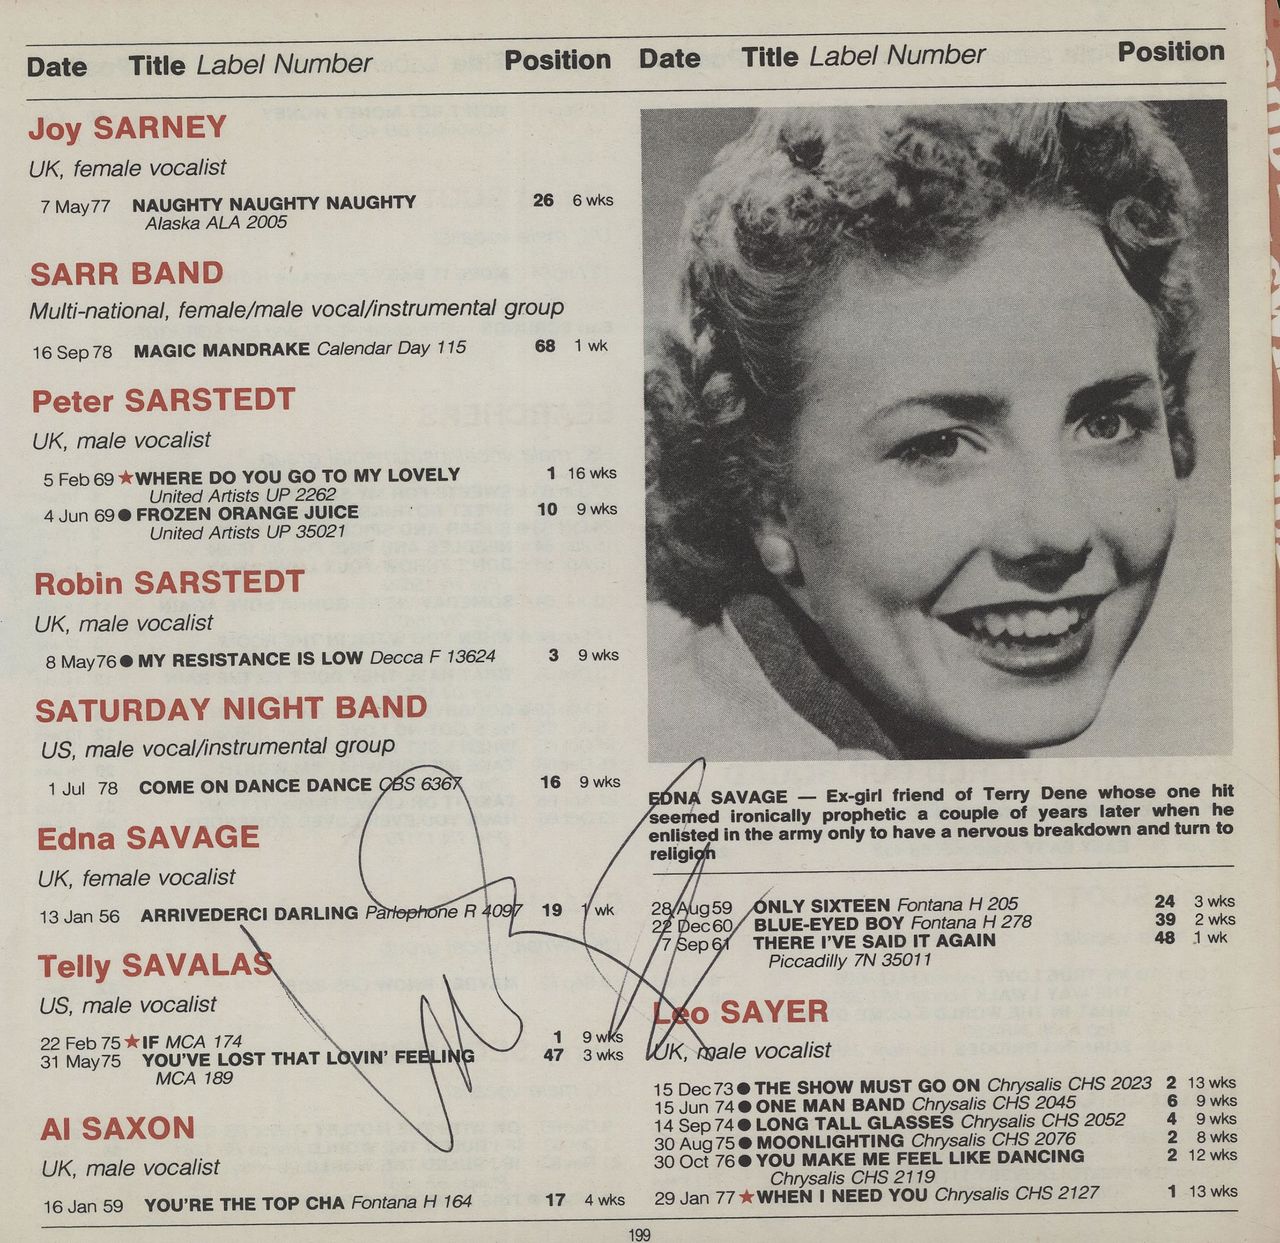 Date Title Label Number Position
Joy SARNEY
UK, female vocalist
7 May 77 NAUGHTY NAUGHTY NAUGHTY 26 6 wks
Alaska ALA 2005
SARR BAND
Multi-national, female/male vocal/instrumental group
16 Sep 78 MAGIC MANDRAKE Calendar Day 115 68 1 wk
Peter SARSTEDT
UK, male vocalist
5 Feb 69 ★ WHERE DO YOU GO TO MY LOVELY 1 16 wks
United Artists UP 2262
4 Jun 69 ● FROZEN ORANGE JUICE 10 9 wks
United Artists UP 35021
Robin SARSTEDT
UK, male vocalist
8 May 76 ● MY RESISTANCE IS LOW Decca F 13624 3 9 wks
SATURDAY NIGHT BAND
US, male vocal/instrumental group
1 Jul 78 COME ON DANCE DANCE CBS 6367 16 9 wks
Edna SAVAGE
UK, female vocalist
13 Jan 56 ARRIVEDERCI DARLING Parlophone R 4097 19 1 wk
Telly SAVALAS
US, male vocalist
22 Feb 75 ★ IF MCA 174 1 9 wks
31 May 75 YOU'VE LOST THAT LOVIN' FEELING 47 3 wks
MCA 189
Al SAXON
UK, male vocalist
16 Jan 59 YOU'RE THE TOP CHA Fontana H 164 17 4 wks
Date Title Label Number Position
EDNA SAVAGE — Ex-girl friend of Terry Dene whose one hit
seemed ironically prophetic a couple of years later when he
enlisted in the army only to have a nervous breakdown and turn to
religion
28 Aug 59 ONLY SIXTEEN Fontana H 205 24 3 wks
22 Dec 60 BLUE-EYED BOY Fontana H 278 39 2 wks
7 Sep 61 THERE I'VE SAID IT AGAIN 48 1 wk
Piccadilly 7N 35011
Leo SAYER
UK, male vocalist
15 Dec 73 ● THE SHOW MUST GO ON Chrysalis CHS 2023 2 13 wks
15 Jun 74 ● ONE MAN BAND Chrysalis CHS 2045 6 9 wks
14 Sep 74 ● LONG TALL GLASSES Chrysalis CHS 2052 4 9 wks
30 Aug 75 ● MOONLIGHTING Chrysalis CHS 2076 2 8 wks
30 Oct 76 ● YOU MAKE ME FEEL LIKE DANCING 2 12 wks
Chrysalis CHS 2119
29 Jan 77 ★ WHEN I NEED YOU Chrysalis CHS 2127 1 13 wks
199